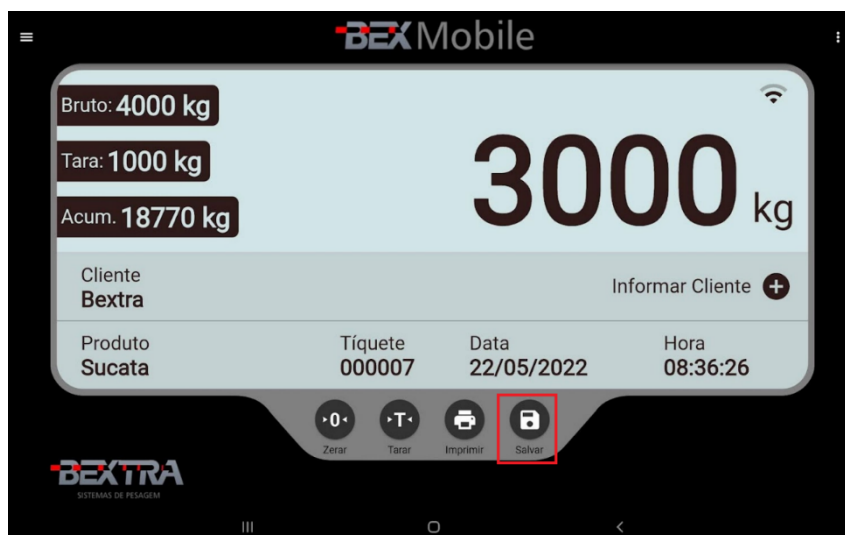 BEX Mobile
Bruto: 4000 kg
Tara: 1000 kg
Acum. 18770 kg
3000 kg
Cliente
Bextra
Informar Cliente
Produto
Sucata
Tíquete
000007
Data
22/05/2022
Hora
08:36:26
0
T
Zerar
Tarar
Imprimir
Salvar
BEXTRA
SISTEMAS DE PESAGEM